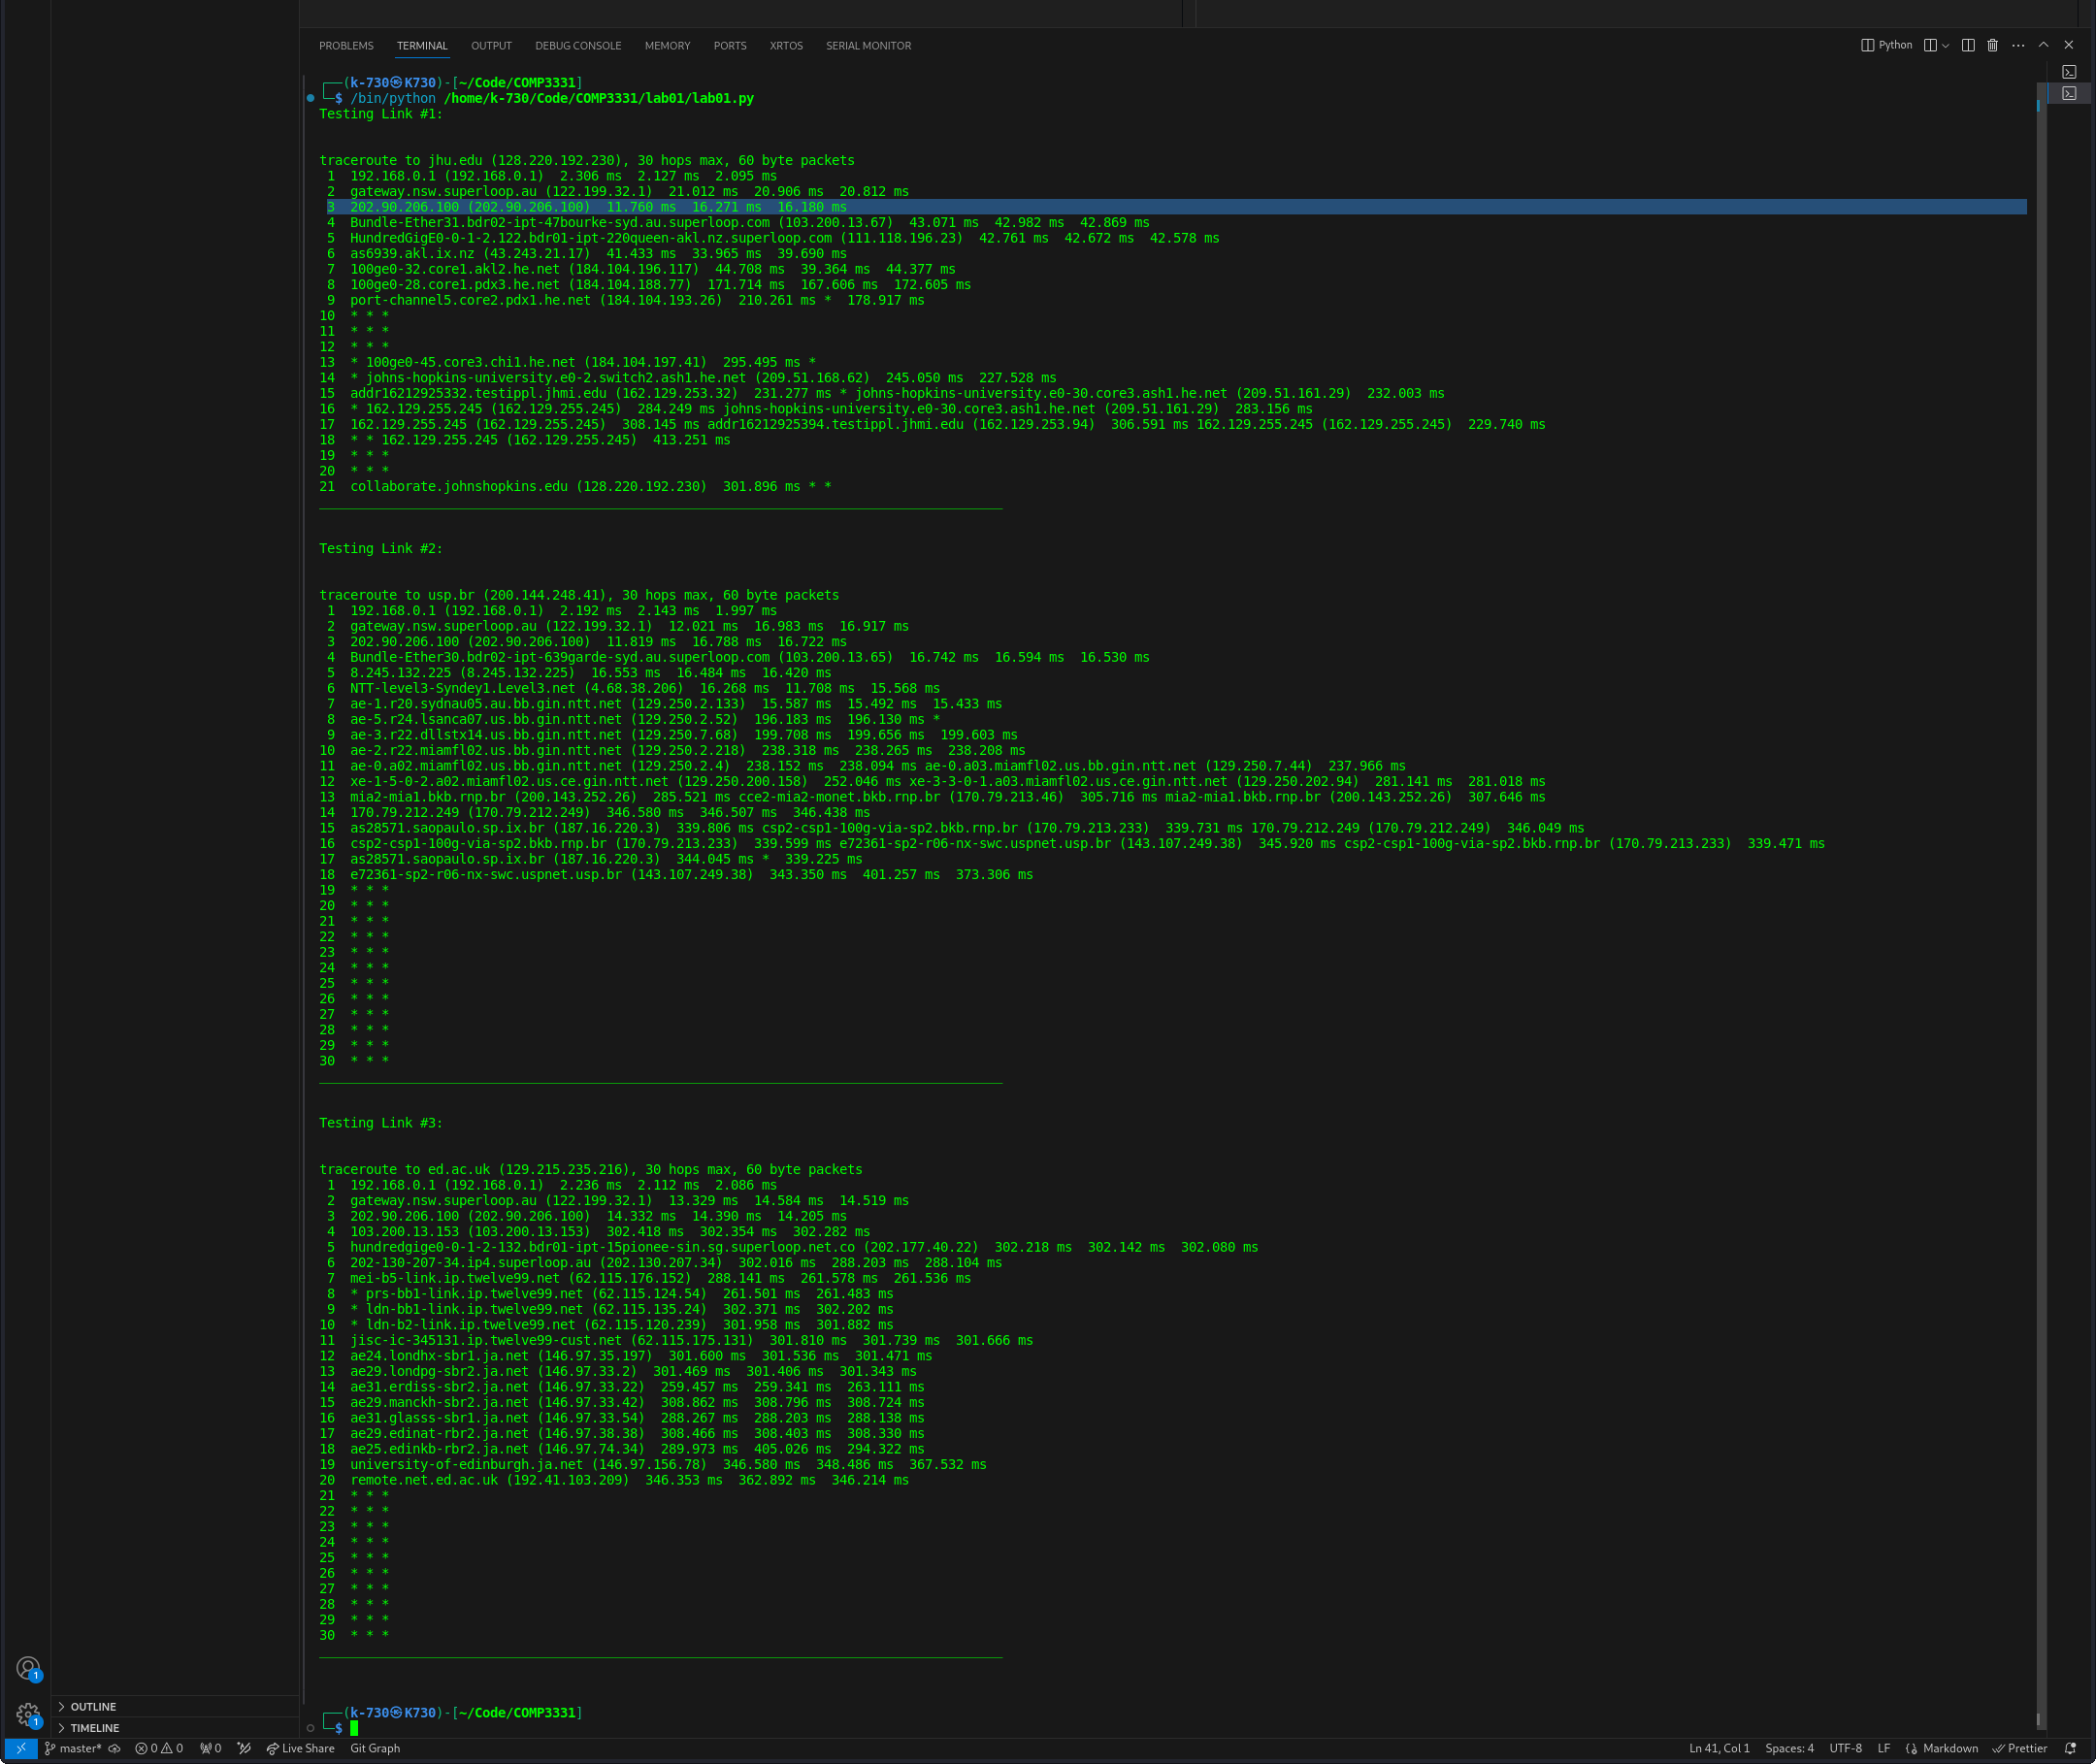 PROBLEMS TERMINAL OUTPUT DEBUG CONSOLE MEMORY PORTS XRTOS SERIAL MONITOR
Python
┌──(k-730㉿K730)-[~/Code/COMP3331]
└─$ /bin/python /home/k-730/Code/COMP3331/lab01/lab01.py
Testing Link #1:
traceroute to jhu.edu (128.220.192.230), 30 hops max, 60 byte packets
1 192.168.0.1 (192.168.0.1) 2.306 ms 2.127 ms 2.095 ms
2 gateway.nsw.superloop.au (122.199.32.1) 21.012 ms 20.906 ms 20.812 ms
3 202.90.206.100 (202.90.206.100) 11.760 ms 16.271 ms 16.180 ms
4 Bundle-Ether31.bdr02-ipt-47bourke-syd.au.superloop.com (103.200.13.67) 43.071 ms 42.982 ms 42.869 ms
5 HundredGigE0-0-1-2.122.bdr01-ipt-220queen-akl.nz.superloop.com (111.118.196.23) 42.761 ms 42.672 ms 42.578 ms
6 as6939.akl.ix.nz (43.243.21.17) 41.433 ms 33.965 ms 39.690 ms
7 100ge0-32.core1.akl2.he.net (184.104.196.117) 44.708 ms 39.364 ms 44.377 ms
8 100ge0-28.core1.pdx3.he.net (184.104.188.77) 171.714 ms 167.606 ms 172.605 ms
9 port-channel5.core2.pdx1.he.net (184.104.193.26) 210.261 ms * 178.917 ms
10 * * *
11 * * *
12 * * *
13 * 100ge0-45.core3.chi1.he.net (184.104.197.41) 295.495 ms *
14 * johns-hopkins-university.e0-2.switch2.ash1.he.net (209.51.168.62) 245.050 ms 227.528 ms
15 addr16212925332.testippl.jhmi.edu (162.129.253.32) 231.277 ms * johns-hopkins-university.e0-30.core3.ash1.he.net (209.51.161.29) 232.003 ms
16 * 162.129.255.245 (162.129.255.245) 284.249 ms johns-hopkins-university.e0-30.core3.ash1.he.net (209.51.161.29) 283.156 ms
17 162.129.255.245 (162.129.255.245) 308.145 ms addr16212925394.testippl.jhmi.edu (162.129.253.94) 306.591 ms 162.129.255.245 (162.129.255.245) 229.740 ms
18 * * 162.129.255.245 (162.129.255.245) 413.251 ms
19 * * *
20 * * *
21 collaborate.johnshopkins.edu (128.220.192.230) 301.896 ms * *
Testing Link #2:
traceroute to usp.br (200.144.248.41), 30 hops max, 60 byte packets
1 192.168.0.1 (192.168.0.1) 2.192 ms 2.143 ms 1.997 ms
2 gateway.nsw.superloop.au (122.199.32.1) 12.021 ms 16.983 ms 16.917 ms
3 202.90.206.100 (202.90.206.100) 11.819 ms 16.788 ms 16.722 ms
4 Bundle-Ether30.bdr02-ipt-639garde-syd.au.superloop.com (103.200.13.65) 16.742 ms 16.594 ms 16.530 ms
5 8.245.132.225 (8.245.132.225) 16.553 ms 16.484 ms 16.420 ms
6 NTT-level3-Syndey1.Level3.net (4.68.38.206) 16.268 ms 11.708 ms 15.568 ms
7 ae-1.r20.sydnau05.au.bb.gin.ntt.net (129.250.2.133) 15.587 ms 15.492 ms 15.433 ms
8 ae-5.r24.lsanca07.us.bb.gin.ntt.net (129.250.2.52) 196.183 ms 196.130 ms *
9 ae-3.r22.dllstx14.us.bb.gin.ntt.net (129.250.7.68) 199.708 ms 199.656 ms 199.603 ms
10 ae-2.r22.miamfl02.us.bb.gin.ntt.net (129.250.2.218) 238.318 ms 238.265 ms 238.208 ms
11 ae-0.a02.miamfl02.us.bb.gin.ntt.net (129.250.2.4) 238.152 ms 238.094 ms ae-0.a03.miamfl02.us.bb.gin.ntt.net (129.250.7.44) 237.966 ms
12 xe-1-5-0-2.a02.miamfl02.us.ce.gin.ntt.net (129.250.200.158) 252.046 ms xe-3-3-0-1.a03.miamfl02.us.ce.gin.ntt.net (129.250.202.94) 281.141 ms 281.018 ms
13 mia2-mia1.bkb.rnp.br (200.143.252.26) 285.521 ms cce2-mia2-monet.bkb.rnp.br (170.79.213.46) 305.716 ms mia2-mia1.bkb.rnp.br (200.143.252.26) 307.646 ms
14 170.79.212.249 (170.79.212.249) 346.580 ms 346.507 ms 346.438 ms
15 as28571.saopaulo.sp.ix.br (187.16.220.3) 339.806 ms csp2-csp1-100g-via-sp2.bkb.rnp.br (170.79.213.233) 339.731 ms 170.79.212.249 (170.79.212.249) 346.049 ms
16 csp2-csp1-100g-via-sp2.bkb.rnp.br (170.79.213.233) 339.599 ms e72361-sp2-r06-nx-swc.uspnet.usp.br (143.107.249.38) 345.920 ms csp2-csp1-100g-via-sp2.bkb.rnp.br (170.79.213.233) 339.471 ms
17 as28571.saopaulo.sp.ix.br (187.16.220.3) 344.045 ms * 339.225 ms
18 e72361-sp2-r06-nx-swc.uspnet.usp.br (143.107.249.38) 343.350 ms 401.257 ms 373.306 ms
19 * * *
20 * * *
21 * * *
22 * * *
23 * * *
24 * * *
25 * * *
26 * * *
27 * * *
28 * * *
29 * * *
30 * * *
Testing Link #3:
traceroute to ed.ac.uk (129.215.235.216), 30 hops max, 60 byte packets
1 192.168.0.1 (192.168.0.1) 2.236 ms 2.112 ms 2.086 ms
2 gateway.nsw.superloop.au (122.199.32.1) 13.329 ms 14.584 ms 14.519 ms
3 202.90.206.100 (202.90.206.100) 14.332 ms 14.390 ms 14.205 ms
4 103.200.13.153 (103.200.13.153) 302.418 ms 302.354 ms 302.282 ms
5 hundredgige0-0-1-2-132.bdr01-ipt-15pionee-sin.sg.superloop.net.co (202.177.40.22) 302.218 ms 302.142 ms 302.080 ms
6 202-130-207-34.ip4.superloop.au (202.130.207.34) 302.016 ms 288.203 ms 288.104 ms
7 mei-b5-link.ip.twelve99.net (62.115.176.152) 288.141 ms 261.578 ms 261.536 ms
8 * prs-bb1-link.ip.twelve99.net (62.115.124.54) 261.501 ms 261.483 ms
9 * ldn-bb1-link.ip.twelve99.net (62.115.135.24) 302.371 ms 302.202 ms
10 * ldn-b2-link.ip.twelve99.net (62.115.120.239) 301.958 ms 301.882 ms
11 jisc-ic-345131.ip.twelve99-cust.net (62.115.175.131) 301.810 ms 301.739 ms 301.666 ms
12 ae24.londhx-sbr1.ja.net (146.97.35.197) 301.600 ms 301.536 ms 301.471 ms
13 ae29.londpg-sbr2.ja.net (146.97.33.2) 301.469 ms 301.406 ms 301.343 ms
14 ae31.erdiss-sbr2.ja.net (146.97.33.22) 259.457 ms 259.341 ms 263.111 ms
15 ae29.manckh-sbr2.ja.net (146.97.33.42) 308.862 ms 308.796 ms 308.724 ms
16 ae31.glasss-sbr1.ja.net (146.97.33.54) 288.267 ms 288.203 ms 288.138 ms
17 ae29.edinat-rbr2.ja.net (146.97.38.38) 308.466 ms 308.403 ms 308.330 ms
18 ae25.edinkb-rbr2.ja.net (146.97.74.34) 289.973 ms 405.026 ms 294.322 ms
19 university-of-edinburgh.ja.net (146.97.156.78) 346.580 ms 348.486 ms 367.532 ms
20 remote.net.ed.ac.uk (192.41.103.209) 346.353 ms 362.892 ms 346.214 ms
21 * * *
22 * * *
23 * * *
24 * * *
25 * * *
26 * * *
27 * * *
28 * * *
29 * * *
30 * * *
┌──(k-730㉿K730)-[~/Code/COMP3331]
└─$
1
1
OUTLINE
TIMELINE
master* 0 0 0 Live Share Git Graph Ln 41, Col 1 Spaces: 4 UTF-8 LF Markdown Prettier